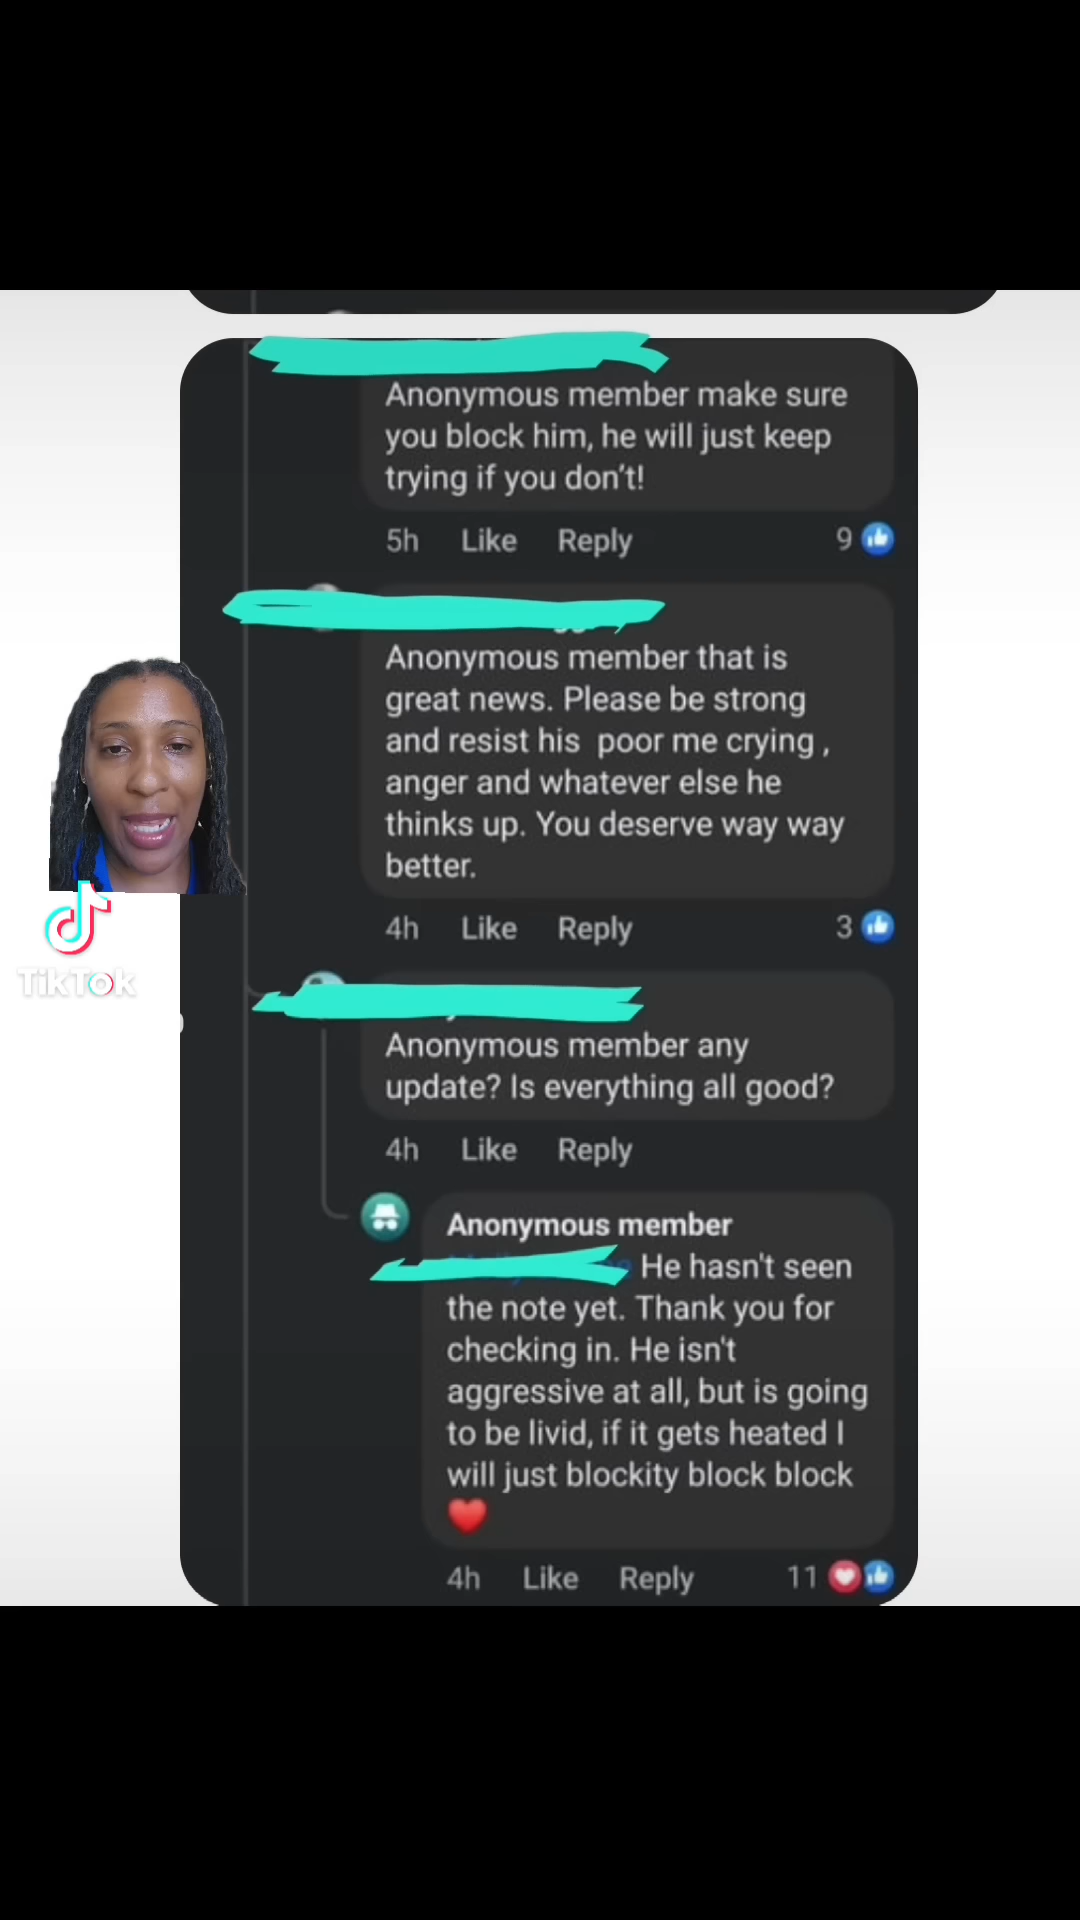 Anonymous member make sure
you block him, he will just keep
trying if you don't!
5h Like Reply 9
Anonymous member that is
great news. Please be strong
and resist his poor me crying ,
anger and whatever else he
thinks up. You deserve way way
better.
4h Like Reply 3
TikTok
Anonymous member any
update? Is everything all good?
4h Like Reply
Anonymous member
He hasn't seen
the note yet. Thank you for
checking in. He isn't
aggressive at all, but is going
to be livid, if it gets heated I
will just blockity block block
4h Like Reply 11